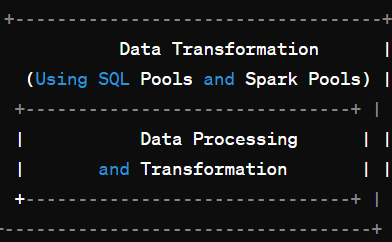 +-----------------------------------+
Data Transformation |
(Using SQL Pools and Spark Pools) |
+-------------------------------+ |
| Data Processing | |
| and Transformation | |
+-------------------------------+ |
-----------------------------------+